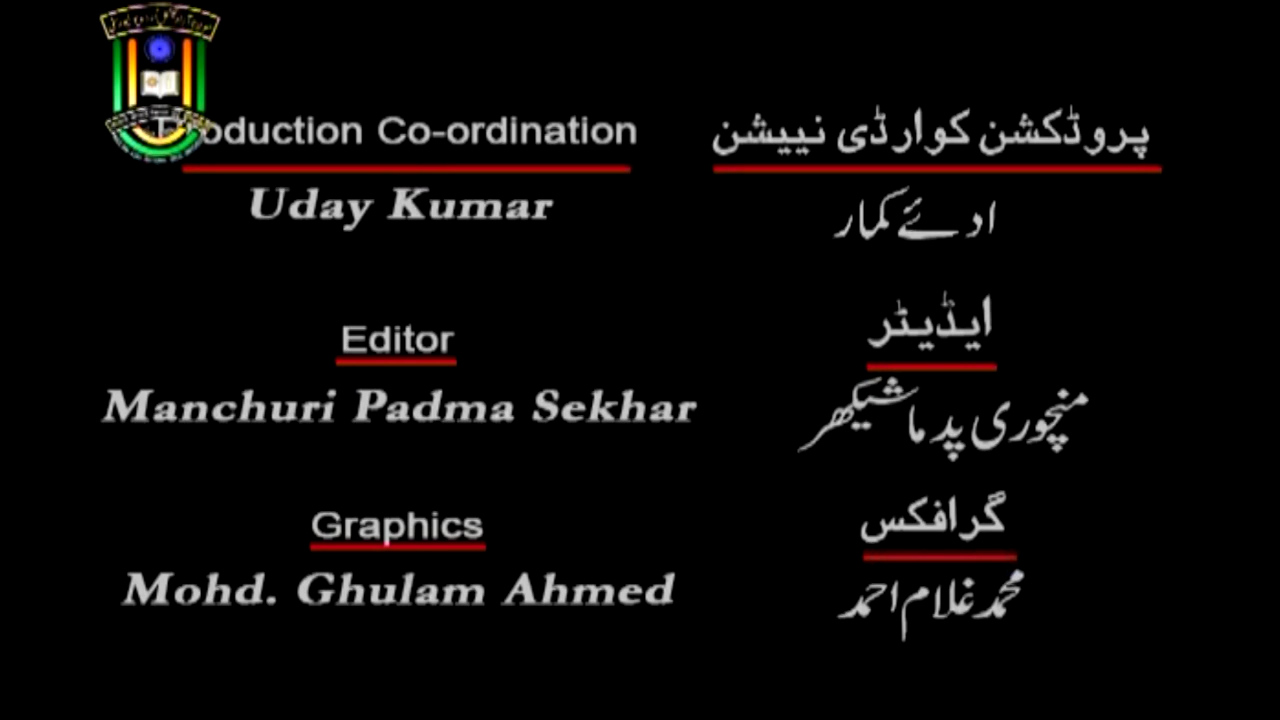 Production Co-ordination
پروڈکشن کوارڈی نییشن
Uday Kumar
ادئے کمار
Editor
ایڈیٹر
Manchuri Padma Sekhar
منچوری پدما شیکھر
Graphics
گرافکس
Mohd. Ghulam Ahmed
محمد غلام احمد